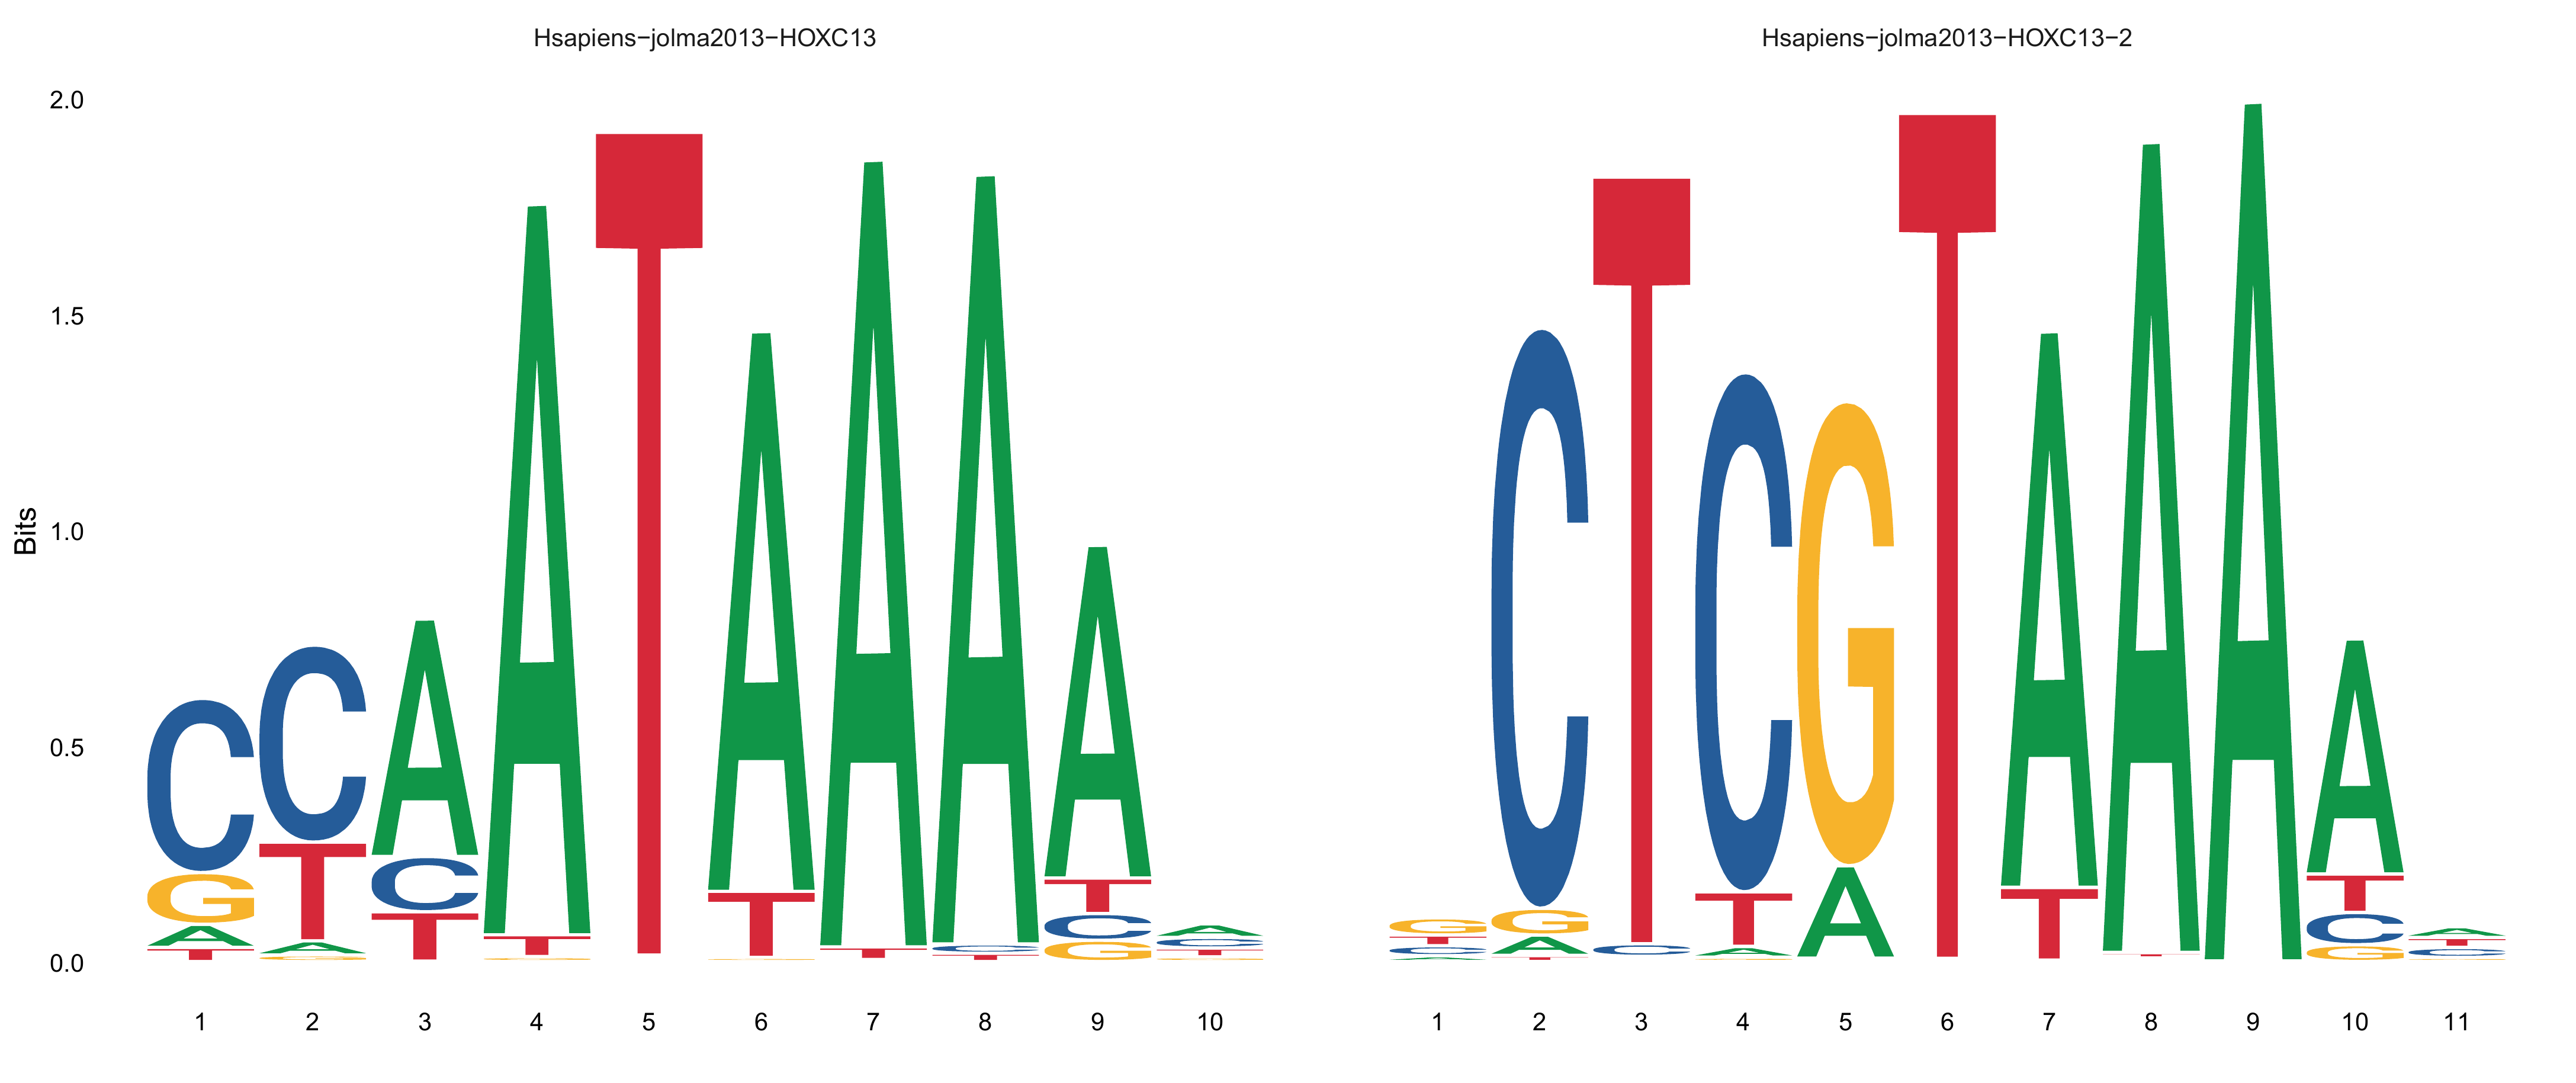 Hsapiens−jolma2013−HOXC13
Hsapiens−jolma2013−HOXC13−2
Bits
2.0
1.5
1.0
0.5
0.0
C C A A T A A A A A
G T C T T T C T C
A A T T C T
T G
1 2 3 4 5 6 7 8 9 10
G C T C G T A A A A A
T G C T A T T T
C A A C C
A T G
1 2 3 4 5 6 7 8 9 10 11